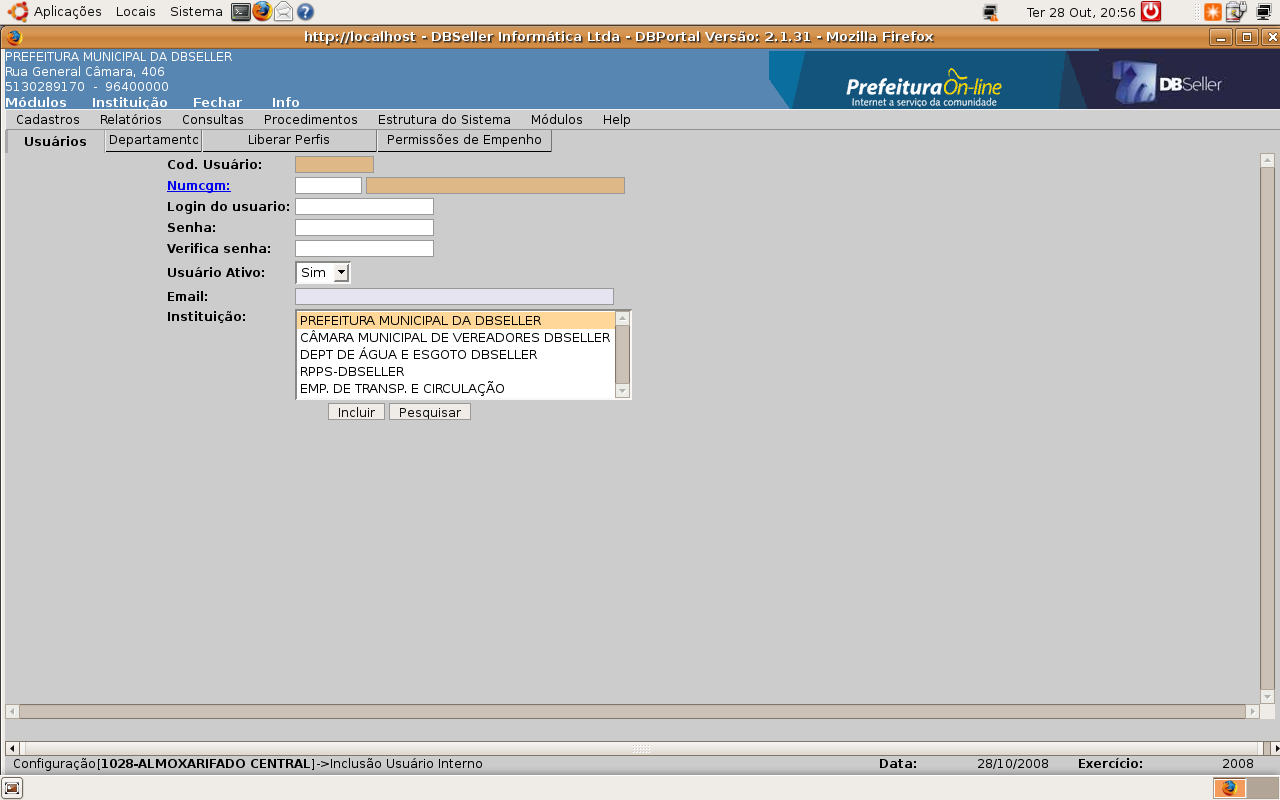 Aplicações Locais Sistema Ter 28 Out, 20:56
http://localhost - DBSeller Informática Ltda - DBPortal Versão: 2.1.31 - Mozilla Firefox
PREFEITURA MUNICIPAL DA DBSELLER
Rua General Câmara, 406
5130289170 - 96400000
PrefeituraOn-line
Internet a serviço da comunidade
DBSeller
Módulos Instituição Fechar Info
Cadastros Relatórios Consultas Procedimentos Estrutura do Sistema Módulos Help
Usuários Departamento Liberar Perfis Permissões de Empenho
Cod. Usuário:
Numcgm:
Login do usuario:
Senha:
Verifica senha:
Usuário Ativo: Sim
Email:
Instituição: PREFEITURA MUNICIPAL DA DBSELLER
CÂMARA MUNICIPAL DE VEREADORES DBSELLER
DEPT DE ÁGUA E ESGOTO DBSELLER
RPPS-DBSELLER
EMP. DE TRANSP. E CIRCULAÇÃO
Incluir Pesquisar
Configuração[1028-ALMOXARIFADO CENTRAL]->Inclusão Usuário Interno Data: 28/10/2008 Exercício: 2008